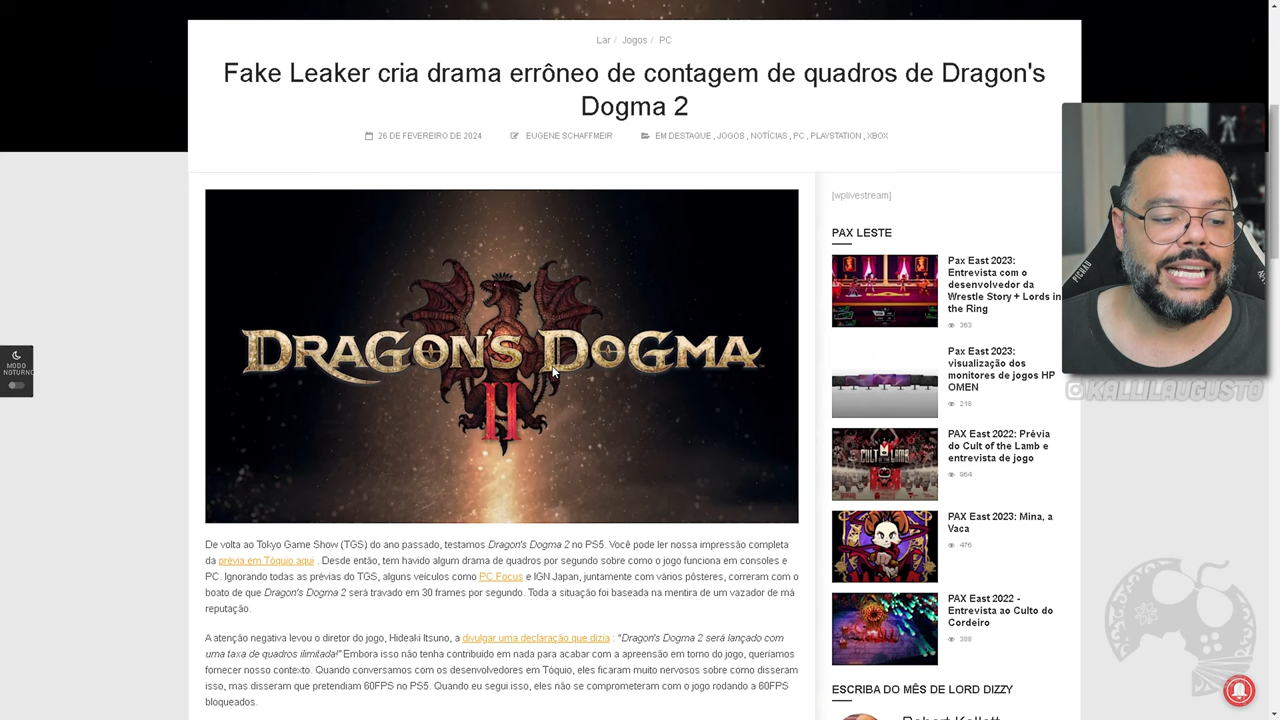 Lar / Jogos / PC
Fake Leaker cria drama errôneo de contagem de quadros de Dragon's
Dogma 2
26 DE FEVEREIRO DE 2024 EUGENE SCHAFFMEIR EM DESTAQUE , JOGOS , NOTÍCIAS , PC , PLAYSTATION , XBOX
DRAGON'S DOGMA
II
De volta ao Tokyo Game Show (TGS) do ano passado, testamos Dragon's Dogma 2 no PS5. Você pode ler nossa impressão completa
da prévia em Tóquio aqui . Desde então, tem havido algum drama de quadros por segundo sobre como o jogo funciona em consoles e
PC. Ignorando todas as prévias do TGS, alguns veículos como PC Focus e IGN Japan, juntamente com vários pôsteres, correram com o
boato de que Dragon's Dogma 2 será travado em 30 frames por segundo. Toda a situação foi baseada na mentira de um vazador de má
reputação.
A atenção negativa levou o diretor do jogo, Hideaki Itsuno, a divulgar uma declaração que dizia : "Dragon's Dogma 2 será lançado com
uma taxa de quadros ilimitada!" Embora isso não tenha contribuído em nada para acabar com a apreensão em torno do jogo, queríamos
fornecer nosso contexto. Quando conversamos com os desenvolvedores em Tóquio, eles ficaram muito nervosos sobre como disseram
isso, mas disseram que pretendiam 60FPS no PS5. Quando eu segui isso, eles não se comprometeram com o jogo rodando a 60FPS
bloqueados.
[wplivestream]
PAX LESTE
Pax East 2023:
Entrevista com o
desenvolvedor da
Wrestle Story + Lords in
the Ring
363
Pax East 2023:
visualização dos
monitores de jogos HP
OMEN
218
PAX East 2022: Prévia
do Cult of the Lamb e
entrevista de jogo
964
CULT OF THE LAMB
PAX East 2023: Mina, a
Vaca
476
PAX East 2022 -
Entrevista ao Culto do
Cordeiro
388
ESCRIBA DO MÊS DE LORD DIZZY
MODO
NOTURNO
PICHAU
@KALLILAUGUSTO